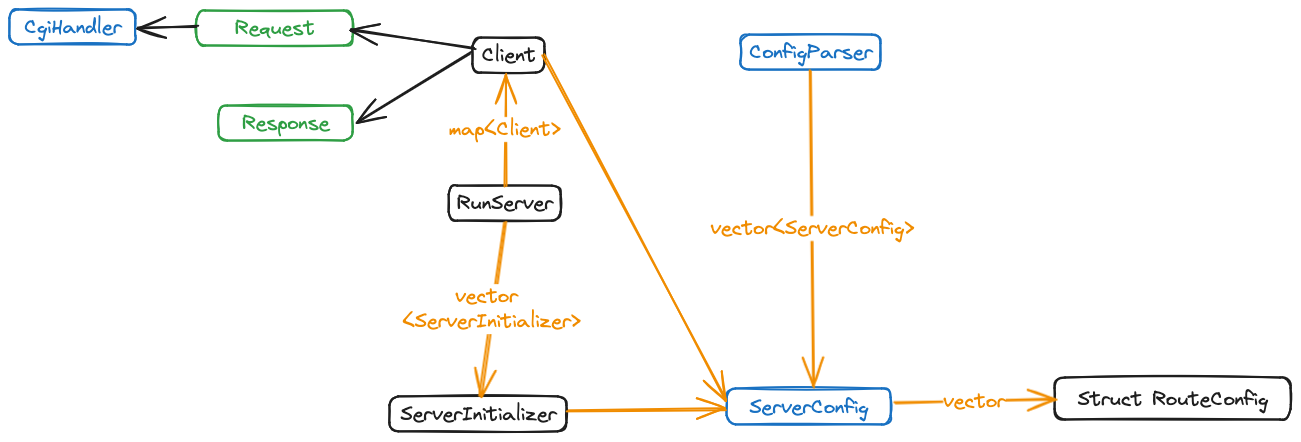 CgiHandler
Request
Client
ConfigParser
Response
map<Client>
RunServer
vector<ServerConfig>
vector
<ServerInitializer>
ServerInitializer
ServerConfig
vector
Struct RouteConfig